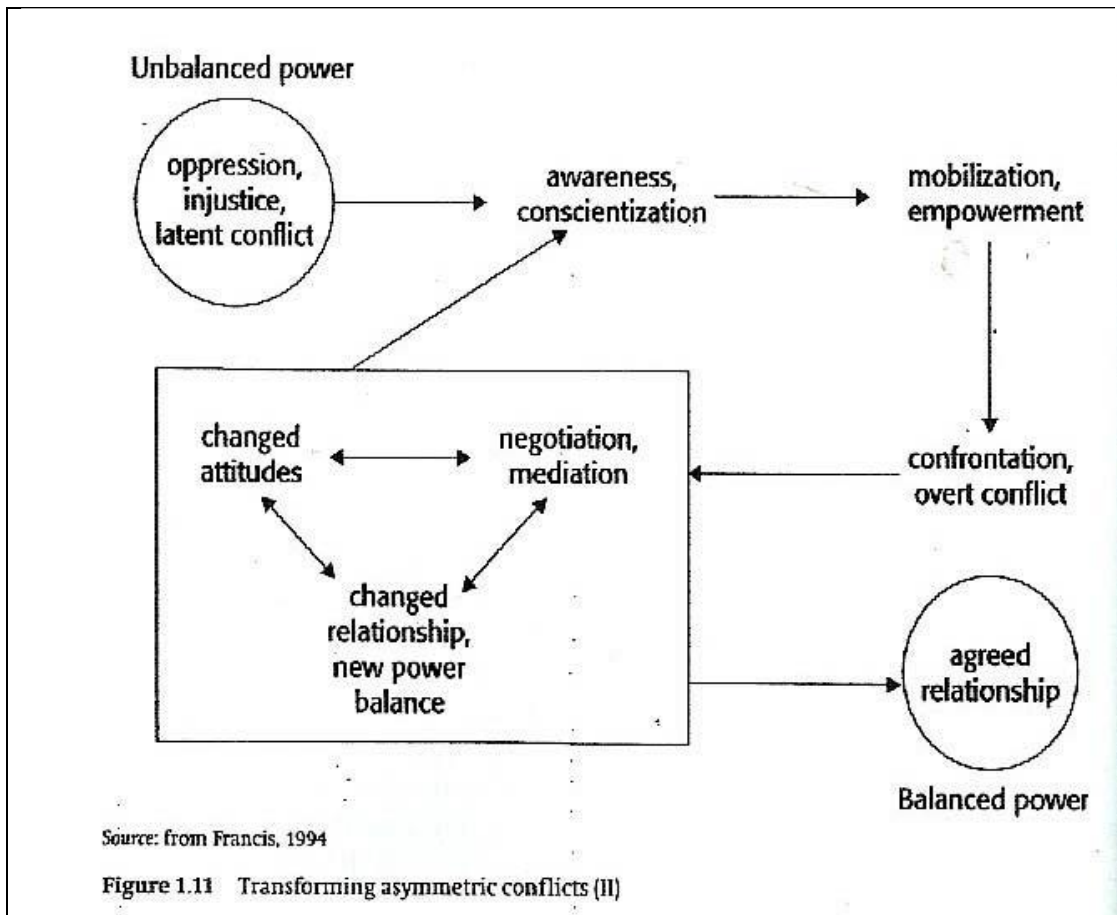 Unbalanced power
oppression,
injustice,
latent conflict
awareness,
conscientization
mobilization,
empowerment
changed
attitudes
negotiation,
mediation
changed
relationship,
new power
balance
confrontation,
overt conflict
agreed
relationship
Balanced power
Source: from Francis, 1994
Figure 1.11 Transforming asymmetric conflicts (II)